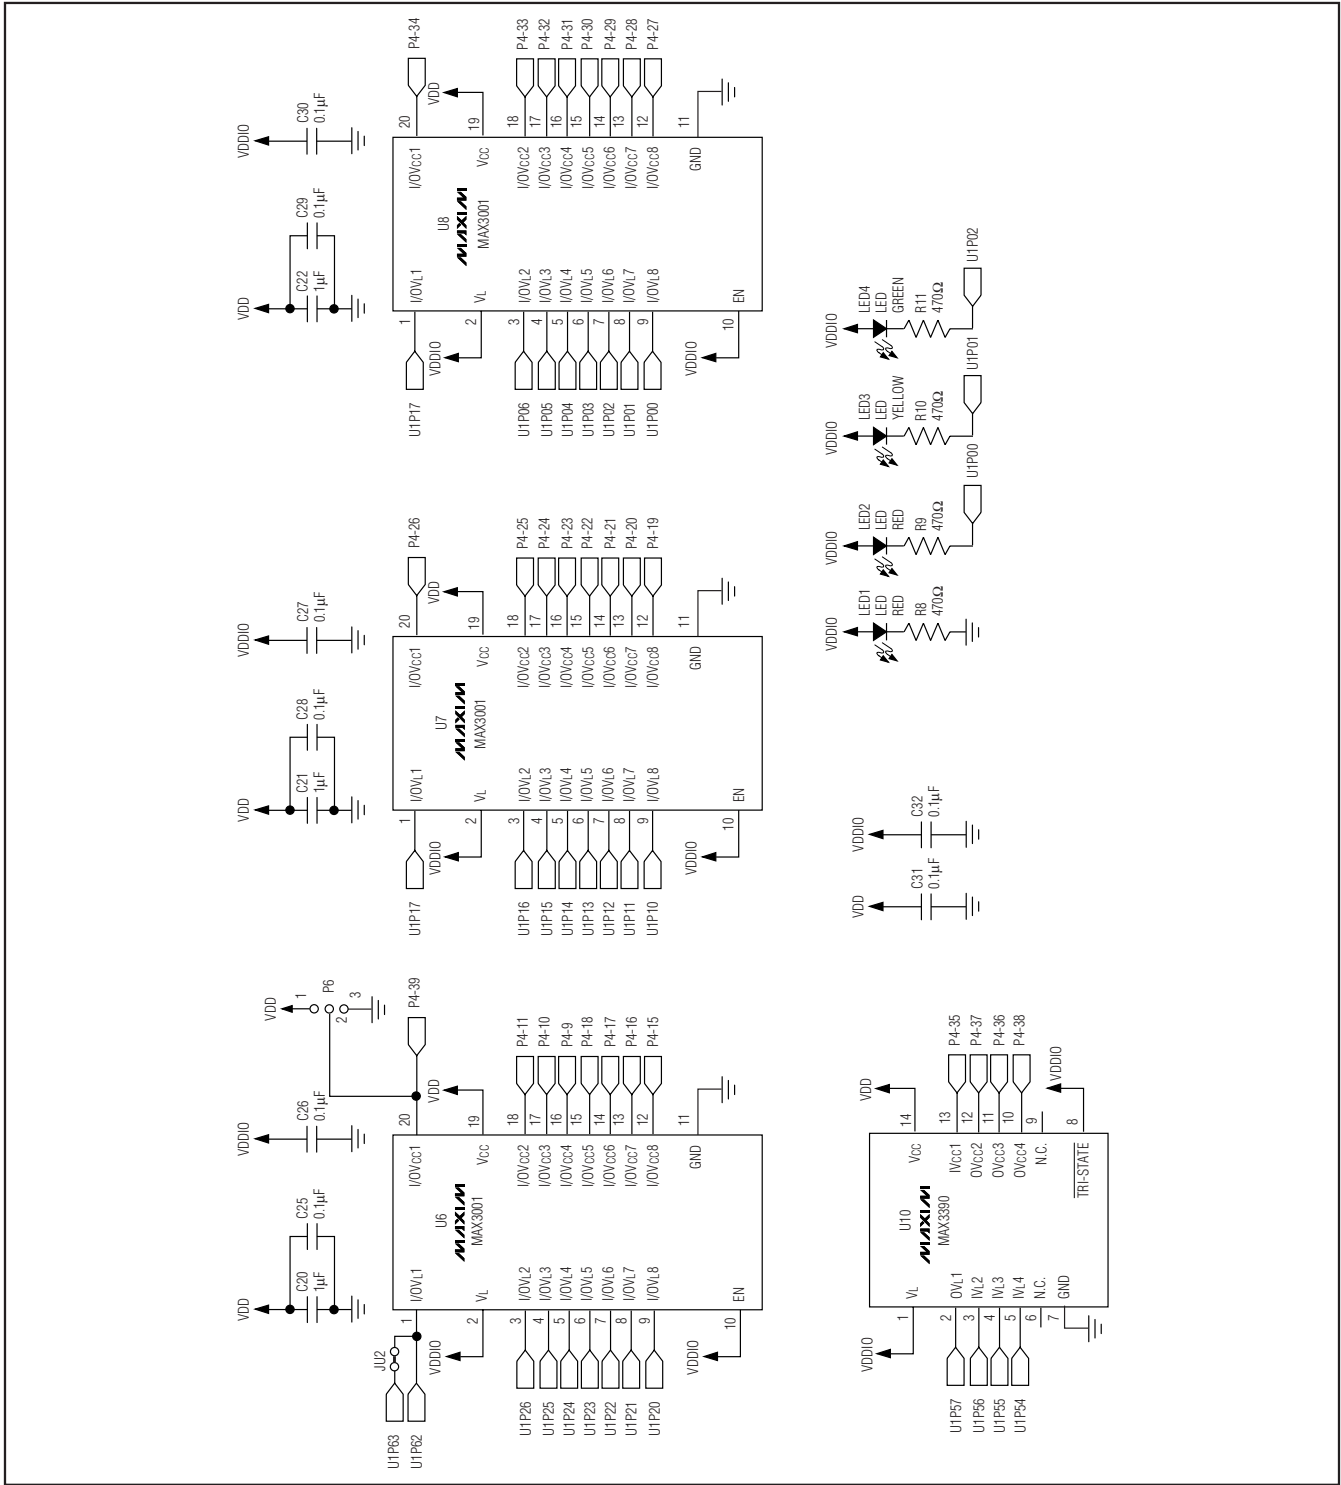 VDD
C20
1µF
C25
0.1µF
VDDIO
C26
0.1µF
VDD
1
P6
2
3
P4-39
U1P63
U1P62
JU2
1
I/OVL1
I/OVCC1
20
VDDIO
2
VL
VCC
19
VDD
U6
MAXIM
MAX3001
U1P26
3
I/OVL2
I/OVCC2
18
P4-11
U1P25
4
I/OVL3
I/OVCC3
17
P4-10
U1P24
5
I/OVL4
I/OVCC4
16
P4-9
U1P23
6
I/OVL5
I/OVCC5
15
P4-18
U1P22
7
I/OVL6
I/OVCC6
14
P4-17
U1P21
8
I/OVL7
I/OVCC7
13
P4-16
U1P20
9
I/OVL8
I/OVCC8
12
P4-15
VDDIO
10
EN
GND
11
VDD
C21
1µF
C28
0.1µF
VDDIO
C27
0.1µF
U1P17
1
I/OVL1
I/OVCC1
20
P4-26
VDDIO
2
VL
VCC
19
VDD
U7
MAXIM
MAX3001
U1P16
3
I/OVL2
I/OVCC2
18
P4-25
U1P15
4
I/OVL3
I/OVCC3
17
P4-24
U1P14
5
I/OVL4
I/OVCC4
16
P4-23
U1P13
6
I/OVL5
I/OVCC5
15
P4-22
U1P12
7
I/OVL6
I/OVCC6
14
P4-21
U1P11
8
I/OVL7
I/OVCC7
13
P4-20
U1P10
9
I/OVL8
I/OVCC8
12
P4-19
VDDIO
10
EN
GND
11
VDD
C22
1µF
C29
0.1µF
VDDIO
C30
0.1µF
U1P17
1
I/OVL1
I/OVCC1
20
P4-34
VDDIO
2
VL
VCC
19
VDD
U8
MAXIM
MAX3001
U1P06
3
I/OVL2
I/OVCC2
18
P4-33
U1P05
4
I/OVL3
I/OVCC3
17
P4-32
U1P04
5
I/OVL4
I/OVCC4
16
P4-31
U1P03
6
I/OVL5
I/OVCC5
15
P4-30
U1P02
7
I/OVL6
I/OVCC6
14
P4-29
U1P01
8
I/OVL7
I/OVCC7
13
P4-28
U1P00
9
I/OVL8
I/OVCC8
12
P4-27
VDDIO
10
EN
GND
11
VDDIO
1
VL
VCC
14
VDD
U10
MAXIM
MAX3390
U1P57
2
OVL1
IVCC1
13
P4-35
U1P56
3
IVL2
OVCC2
12
P4-37
U1P55
4
IVL3
OVCC3
11
P4-36
U1P54
5
IVL4
OVCC4
10
P4-38
6
N.C.
N.C.
9
7
GND
TRI-STATE
8
VDDIO
VDD
C31
0.1µF
VDDIO
C32
0.1µF
VDDIO
LED1
LED
RED
R8
470Ω
VDDIO
LED2
LED
RED
R9
470Ω
U1P00
VDDIO
LED3
LED
YELLOW
R10
470Ω
U1P01
VDDIO
LED4
LED
GREEN
R11
470Ω
U1P02